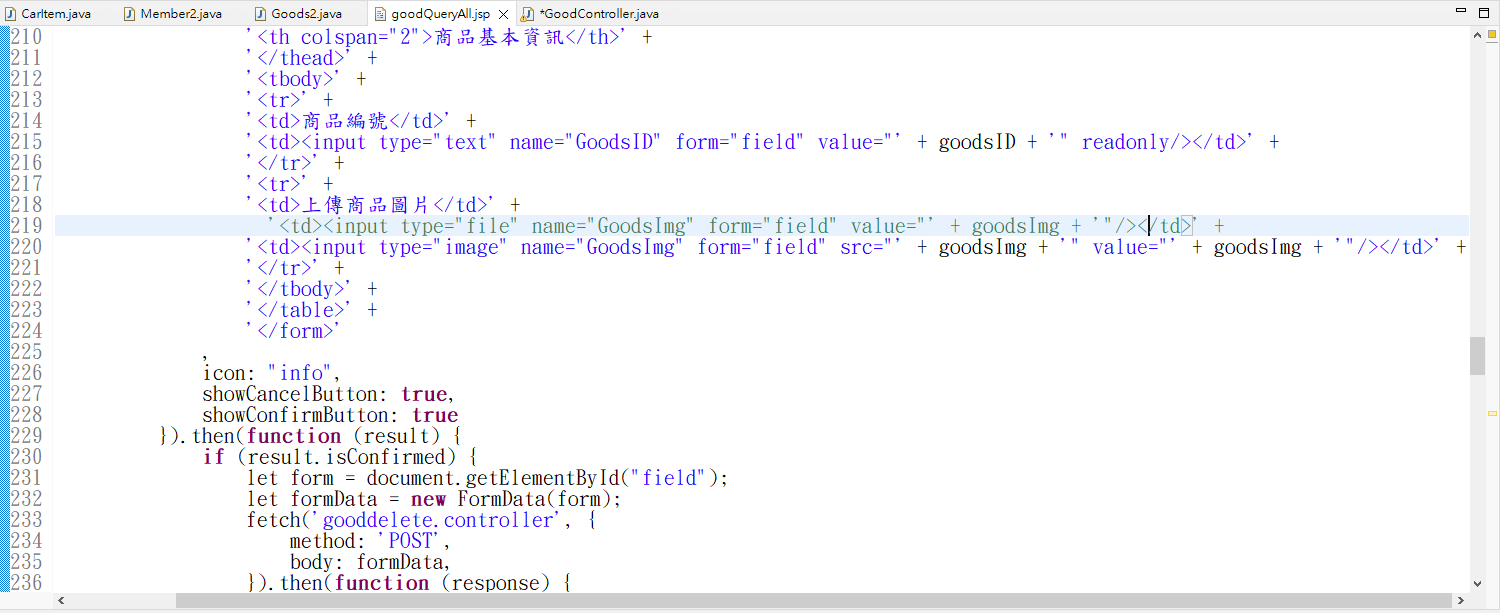 CarItem.java Member2.java Goods2.java goodQueryAll.jsp *GoodController.java
210 '<th colspan="2">商品基本資訊</th>' +
211 '</thead>' +
212 '<tbody>' +
213 '<tr>' +
214 '<td>商品編號</td>' +
215 '<td><input type="text" name="GoodsID" form="field" value="' + goodsID + '" readonly/></td>' +
216 '</tr>' +
217 '<tr>' +
218 '<td>上傳商品圖片</td>' +
219 '<td><input type="file" name="GoodsImg" form="field" value="' + goodsImg + '"/></td>' +
220 '<td><input type="image" name="GoodsImg" form="field" src="' + goodsImg + '" value="' + goodsImg + '"/></td>' +
221 '</tr>' +
222 '</tbody>' +
223 '</table>' +
224 '</form>'
225 ,
226 icon: "info",
227 showCancelButton: true,
228 showConfirmButton: true
229 }).then(function (result) {
230 if (result.isConfirmed) {
231 let form = document.getElementById("field");
232 let formData = new FormData(form);
233 fetch('gooddelete.controller', {
234 method: 'POST',
235 body: formData,
236 }).then(function (response) {